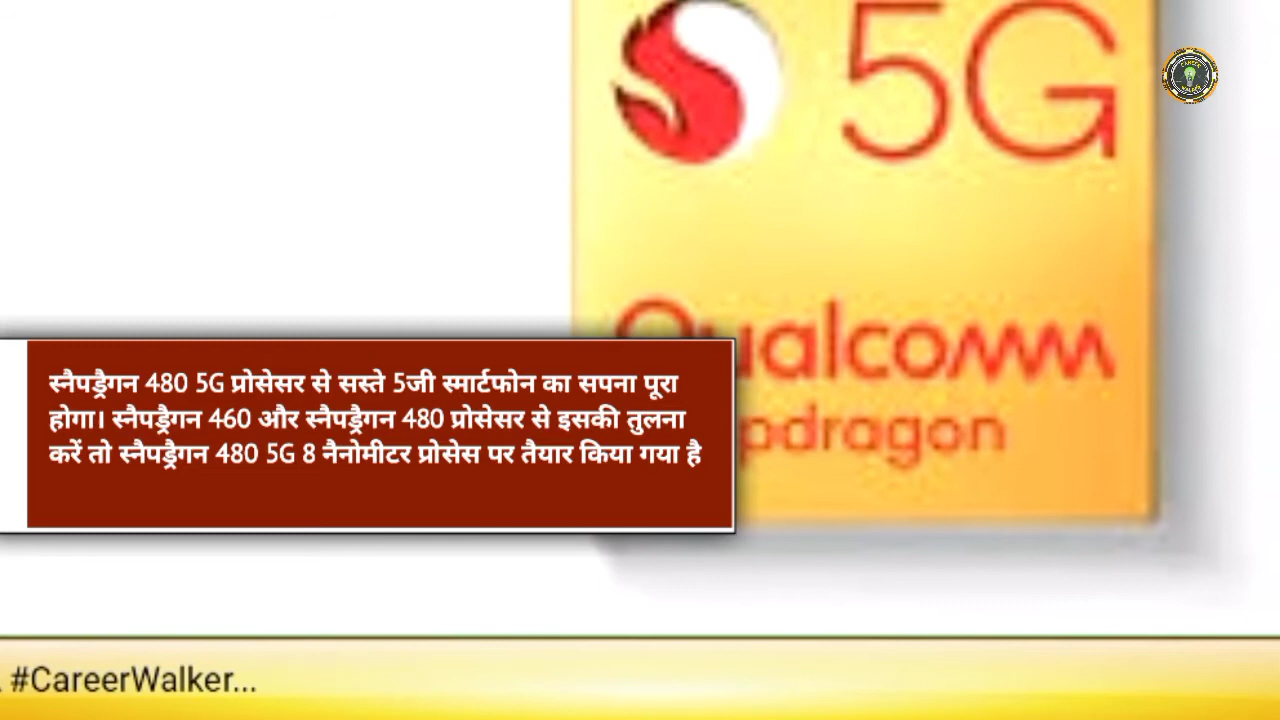 5G
Qualcomm
pdragon
स्नैपड्रैगन 480 5G प्रोसेसर से सस्ते 5जी स्मार्टफोन का सपना पूरा
होगा। स्नैपड्रैगन 460 और स्नैपड्रैगन 480 प्रोसेसर से इसकी तुलना
करें तो स्नैपड्रैगन 480 5G 8 नैनोमीटर प्रोसेस पर तैयार किया गया है
#CareerWalker...